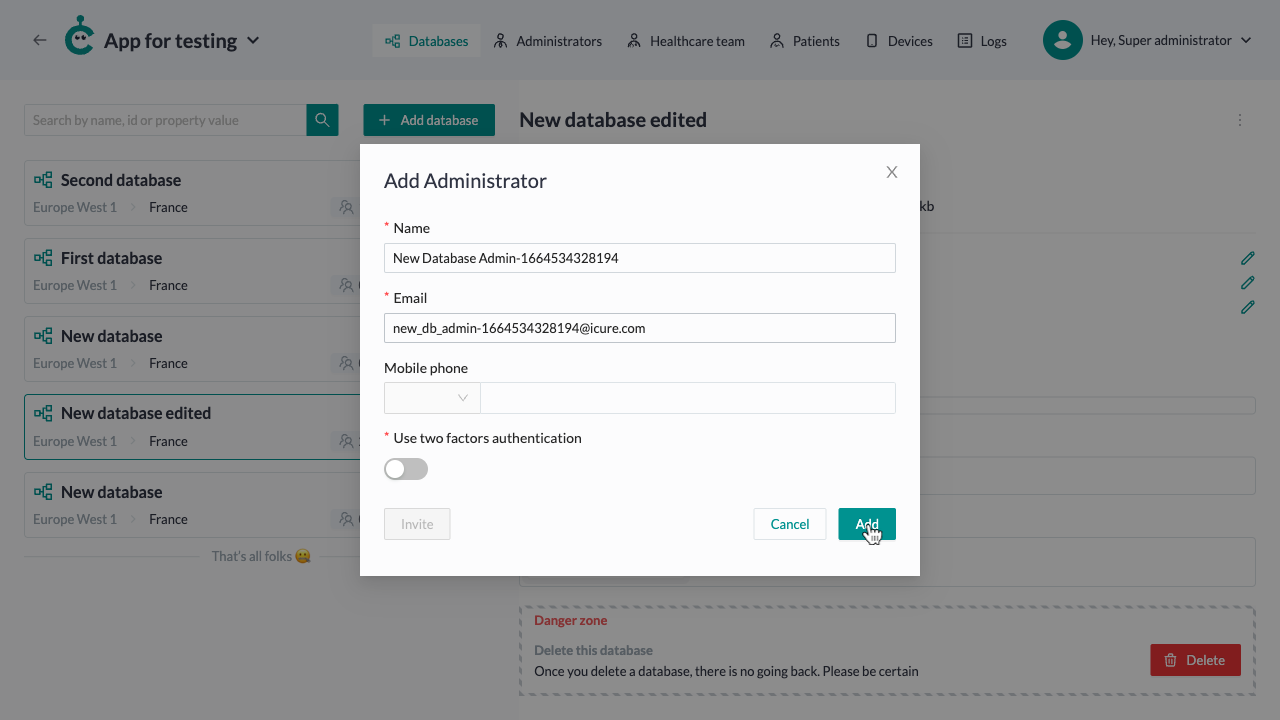 App for testing
Databases
Administrators
Healthcare team
Patients
Devices
Logs
Hey, Super administrator
Search by name, id or property value
Add database
New database edited
Second database
Europe West 1
France
First database
Europe West 1
France
New database
Europe West 1
France
New database edited
Europe West 1
France
New database
Europe West 1
France
That's all folks
kb
Add Administrator
* Name
New Database Admin-1664534328194
* Email
new_db_admin-1664534328194@icure.com
Mobile phone
* Use two factors authentication
Invite
Cancel
Add
Danger zone
Delete this database
Once you delete a database, there is no going back. Please be certain
Delete